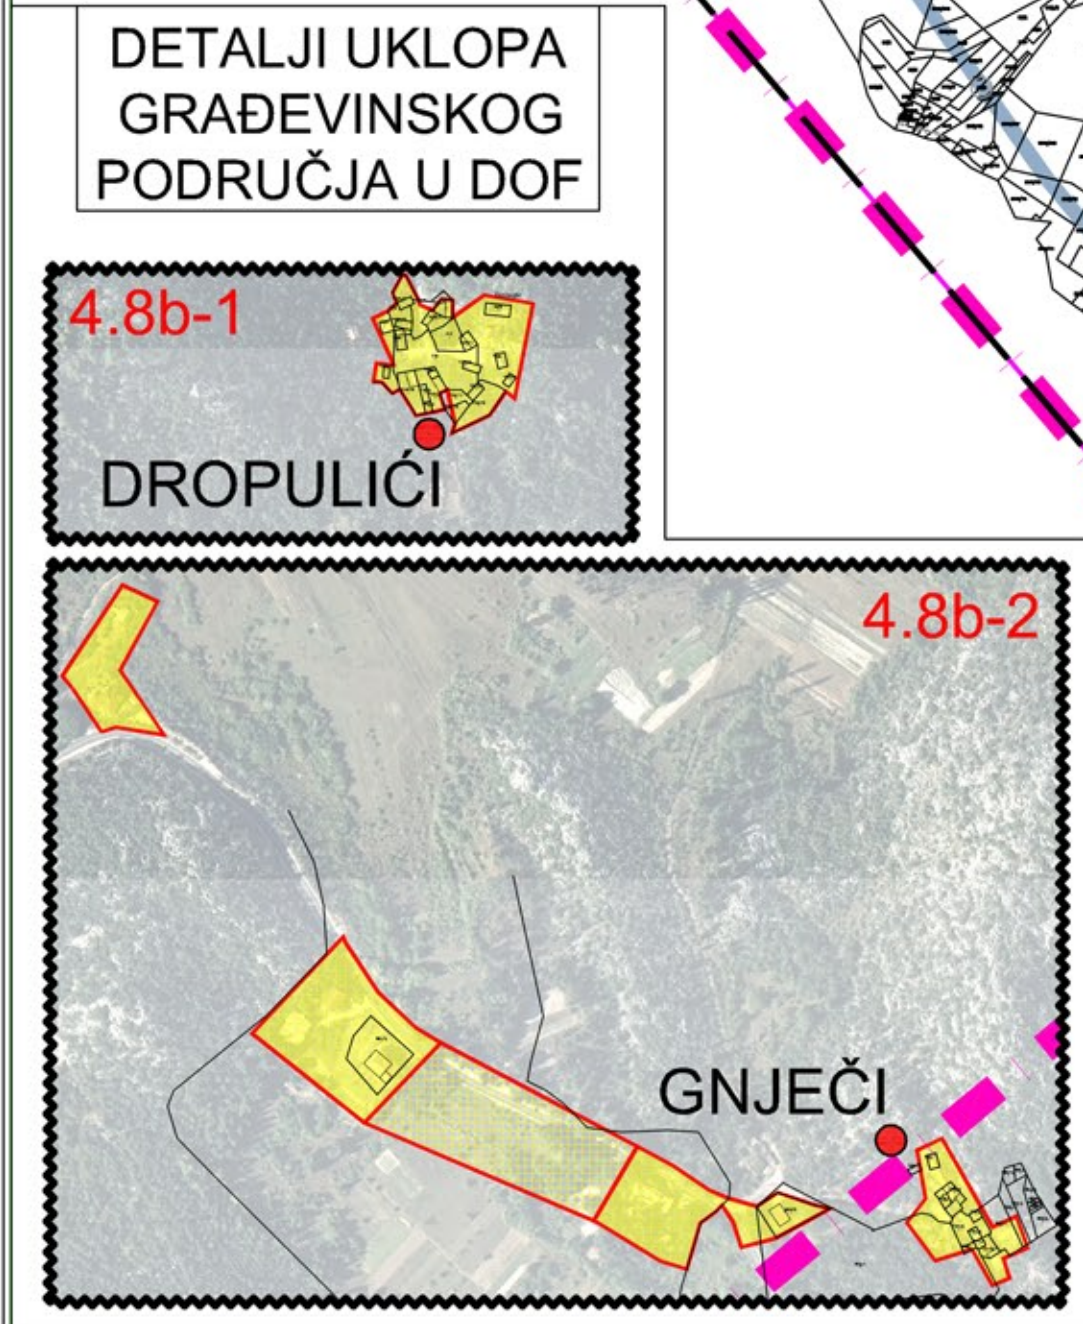 DETALJI UKLOPA
GRAĐEVINSKOG
PODRUČJA U DOF
4.8b-1
DROPULIĆI
4.8b-2
GNJEČI